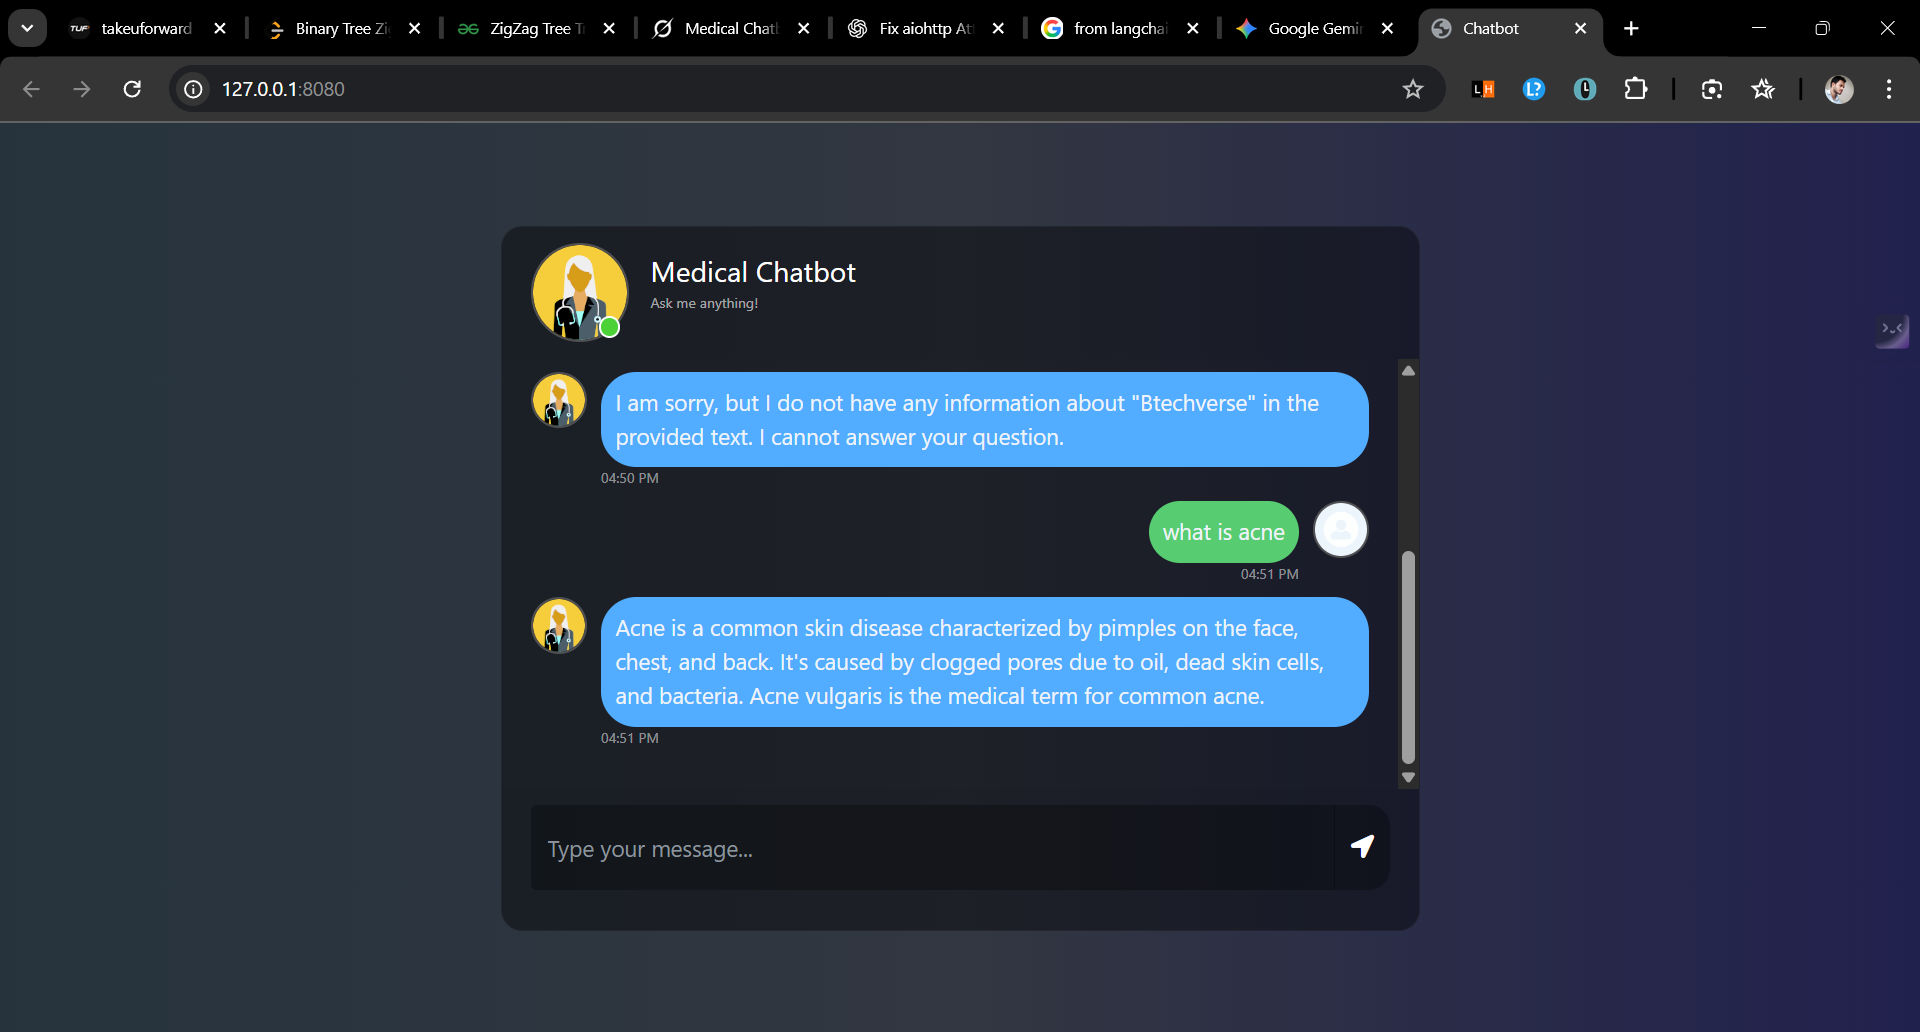 TUF takeuforward
Binary Tree Zi
ZigZag Tree T
Medical Chat
Fix aiohttp At
from langchai
Google Gemin
Chatbot
127.0.0.1:8080
L H
L?
L
Medical Chatbot
Ask me anything!
I am sorry, but I do not have any information about "Btechverse" in the
provided text. I cannot answer your question.
04:50 PM
what is acne
04:51 PM
Acne is a common skin disease characterized by pimples on the face,
chest, and back. It's caused by clogged pores due to oil, dead skin cells,
and bacteria. Acne vulgaris is the medical term for common acne.
04:51 PM
Type your message...